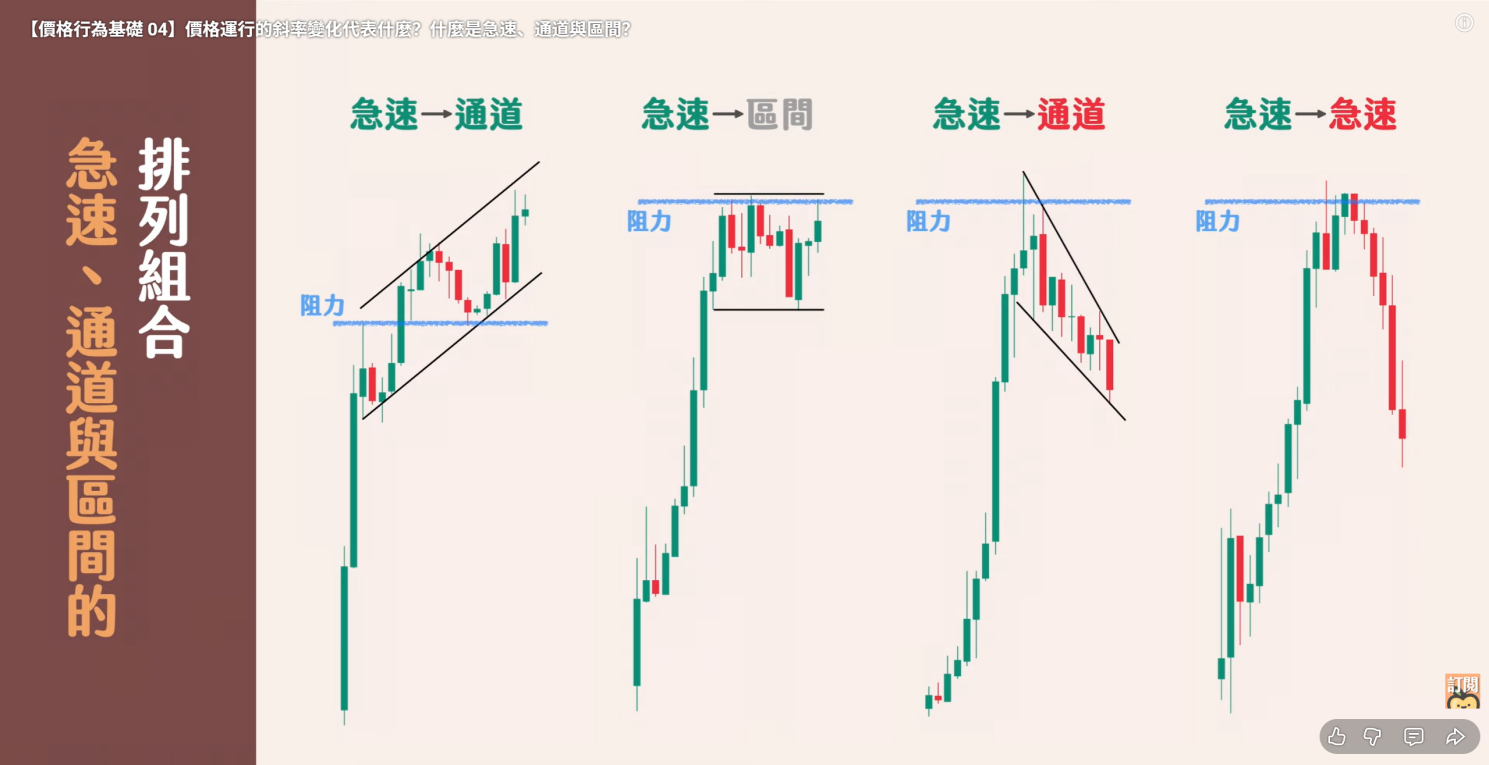 【價格行為基礎 04】價格運行的斜率變化代表什麼？什麼是急速、通道與區間？
急速、通道與區間的
排列組合
急速→通道
急速→區間
急速→通道
急速→急速
阻力
阻力
阻力
阻力
訂閱